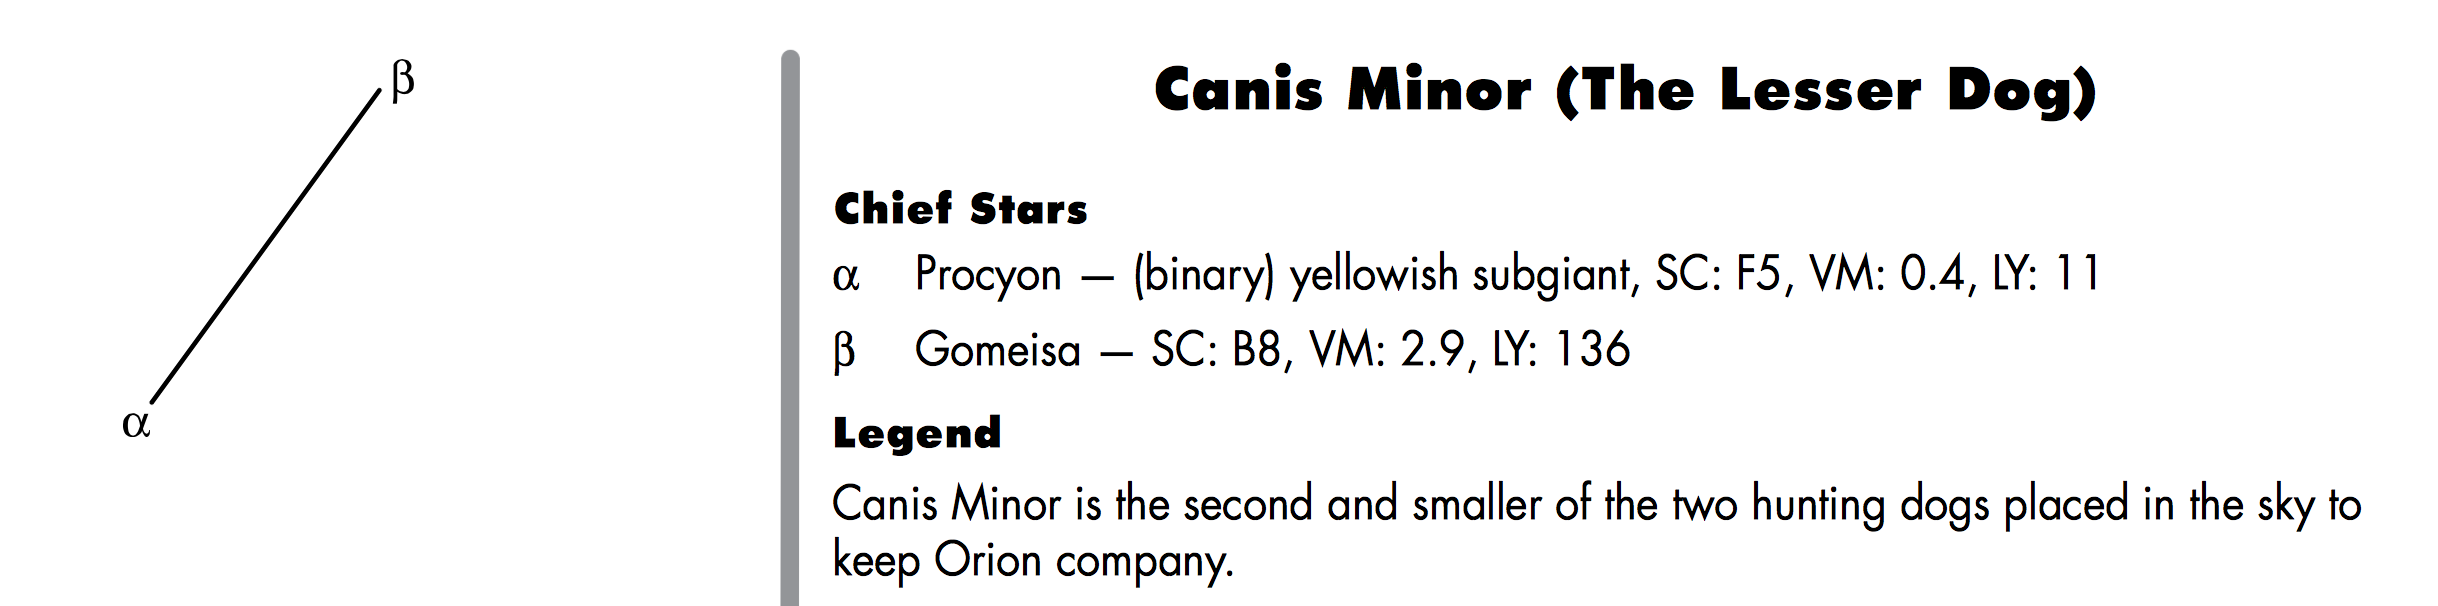 β
α
Canis Minor (The Lesser Dog)
Chief Stars
α Procyon — (binary) yellowish subgiant, SC: F5, VM: 0.4, LY: 11
β Gomeisa — SC: B8, VM: 2.9, LY: 136
Legend
Canis Minor is the second and smaller of the two hunting dogs placed in the sky to
keep Orion company.